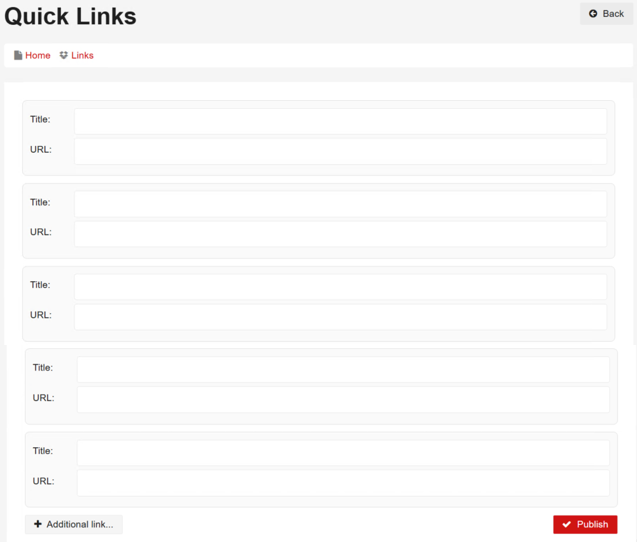 Quick Links
Back
Home Links
Title:
URL:
Title:
URL:
Title:
URL:
Title:
URL:
Title:
URL:
Additional link...
Publish